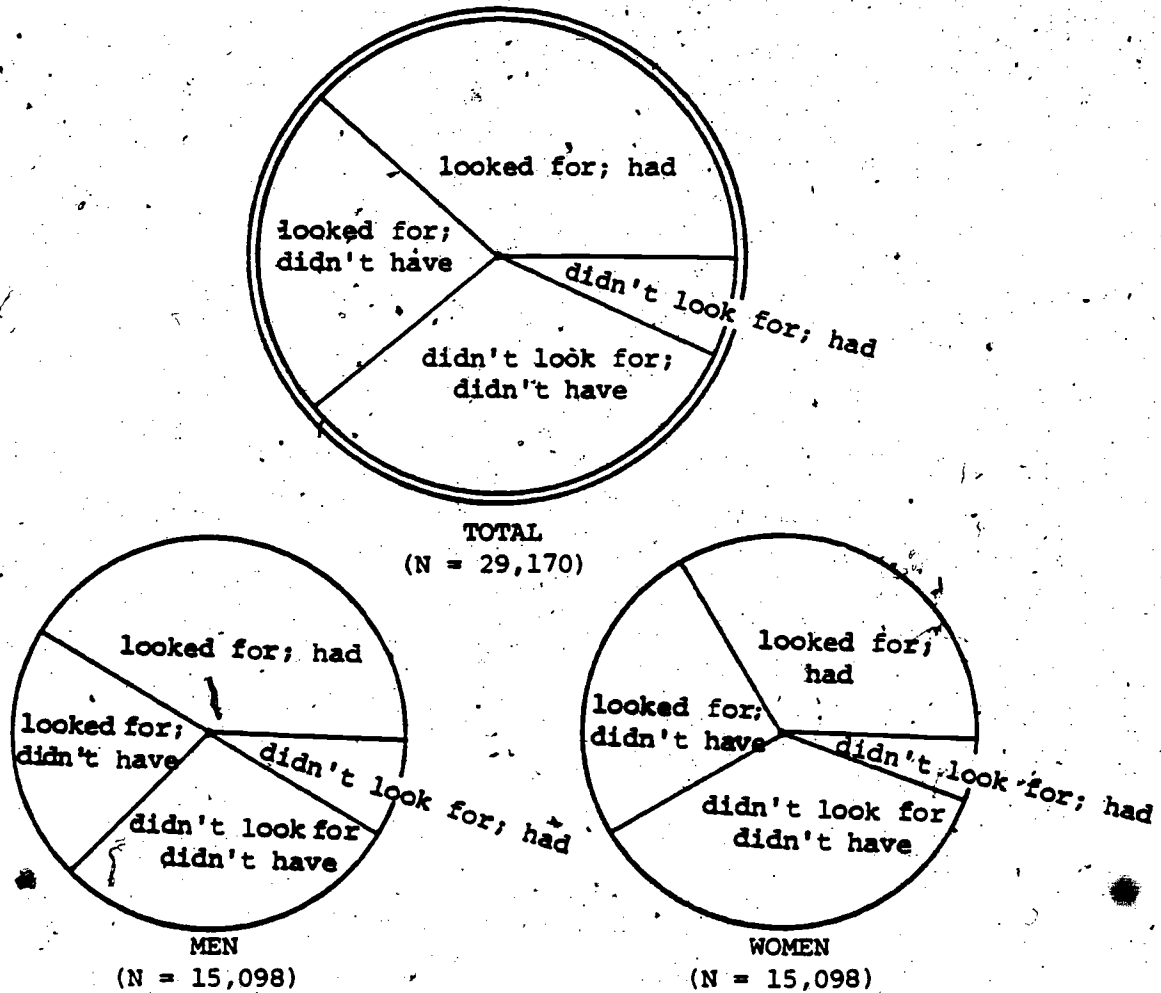 looked for; had
looked for;
didn't have
didn't look for; had
didn't look for;
didn't have
TOTAL
(N = 29,170)
looked for; had
looked for;
didn't have
didn't look for; had
didn't look for
didn't have
MEN
(N = 15,098)
looked for;
had
looked for;
didn't have
didn't look for; had
didn't look for
didn't have
WOMEN
(N = 15,098)